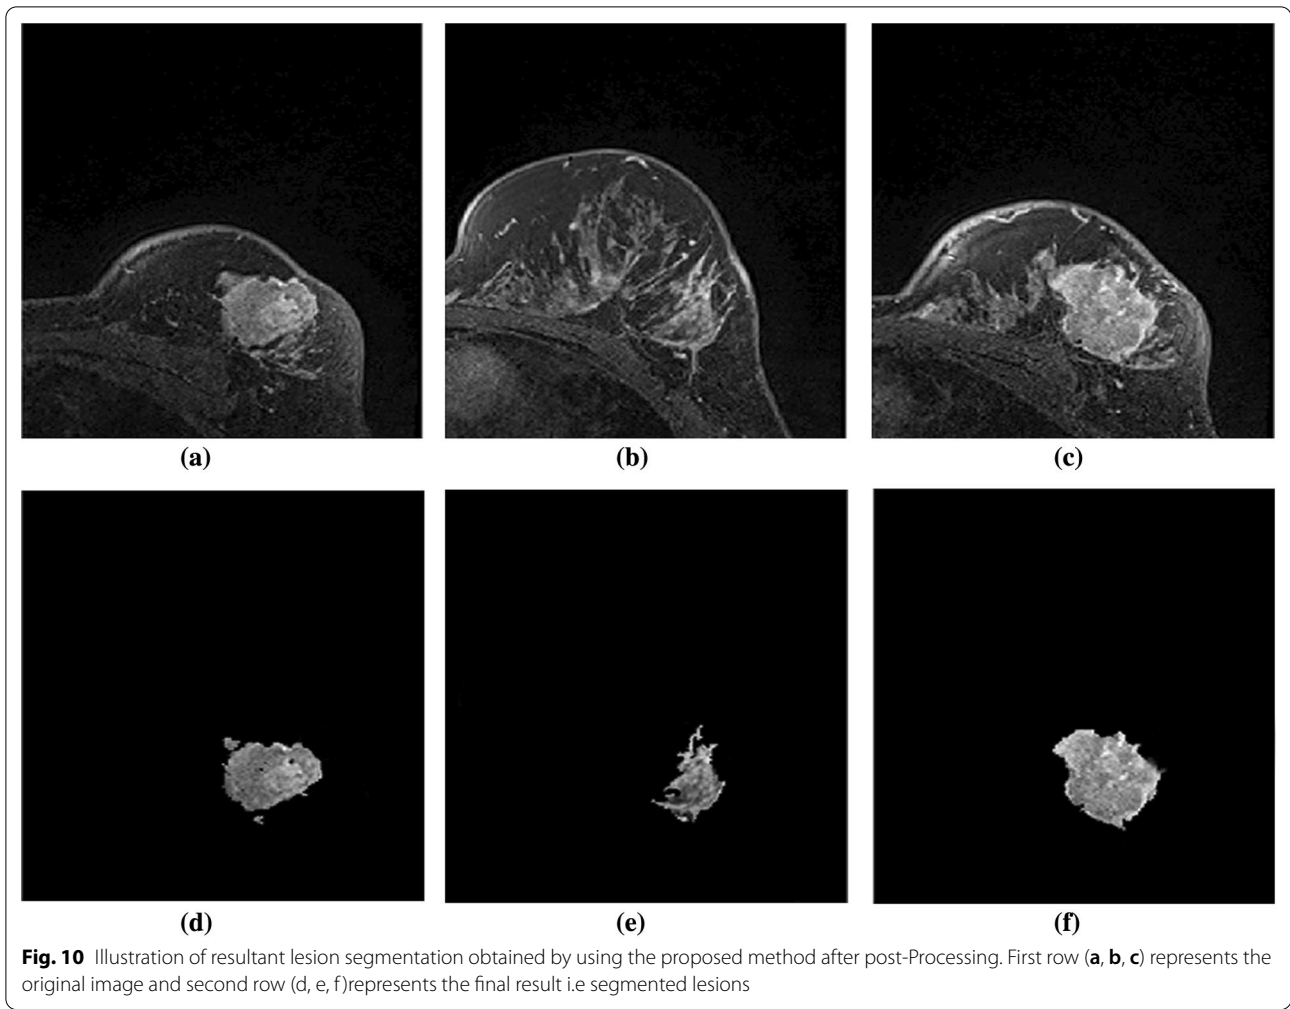 (a)
(b)
(c)
(d)
(e)
(f)
Fig. 10 Illustration of resultant lesion segmentation obtained by using the proposed method after post-Processing. First row (a, b, c) represents the
original image and second row (d, e, f)represents the final result i.e segmented lesions